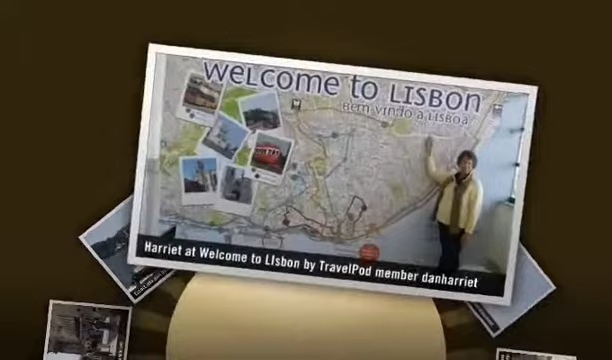 WELCOME to LISBON
BEM-VINDO A LISBOA
Harriet at Welcome to LIsbon by TravelPod member danharriet